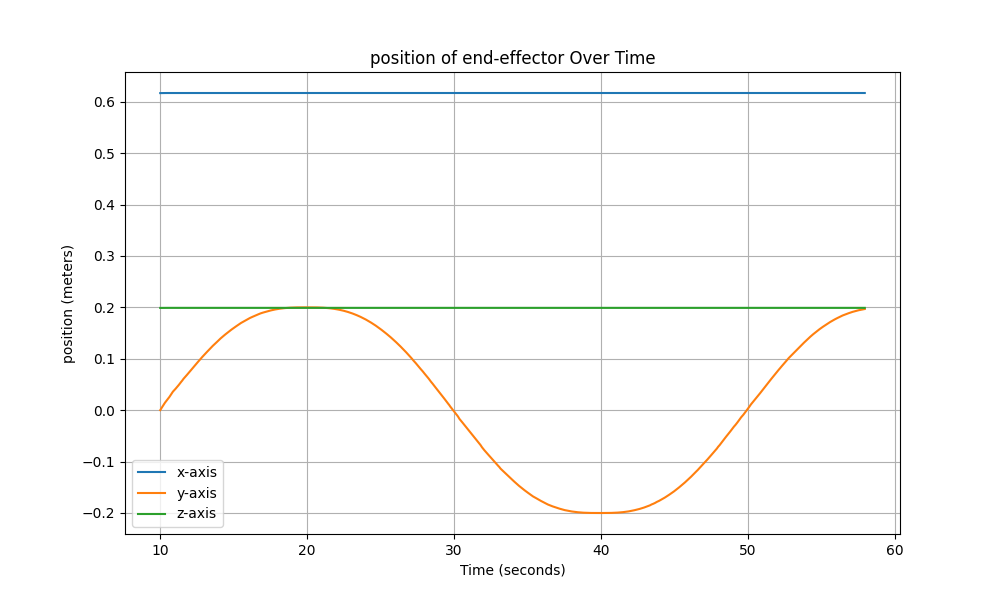 position of end-effector Over Time
position (meters)
0.6
0.5
0.4
0.3
0.2
0.1
0.0
−0.1
−0.2
x-axis
y-axis
z-axis
10 20 30 40 50 60
Time (seconds)